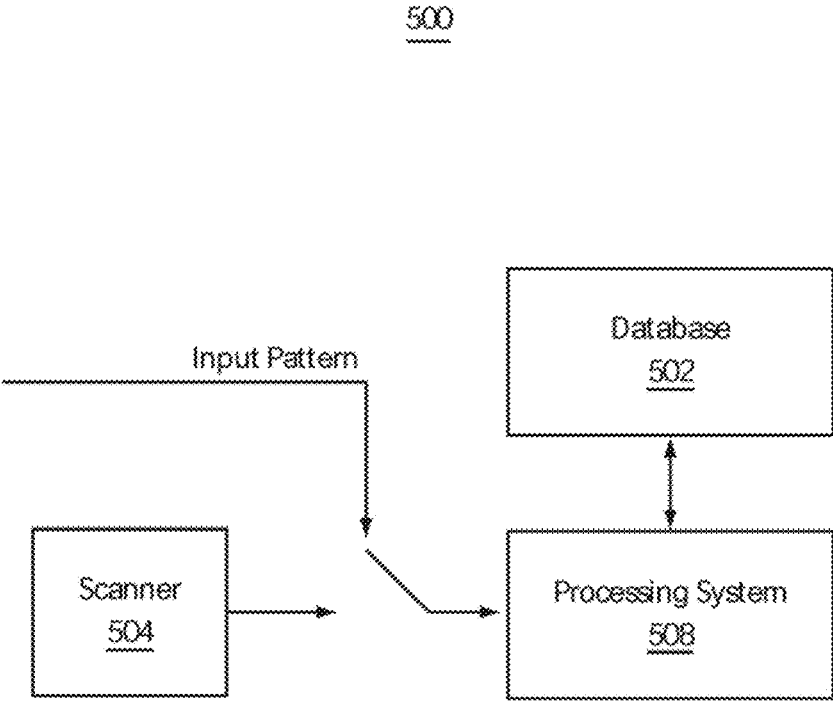 500
Database
502
Input Pattern
Scanner
504
Processing System
508